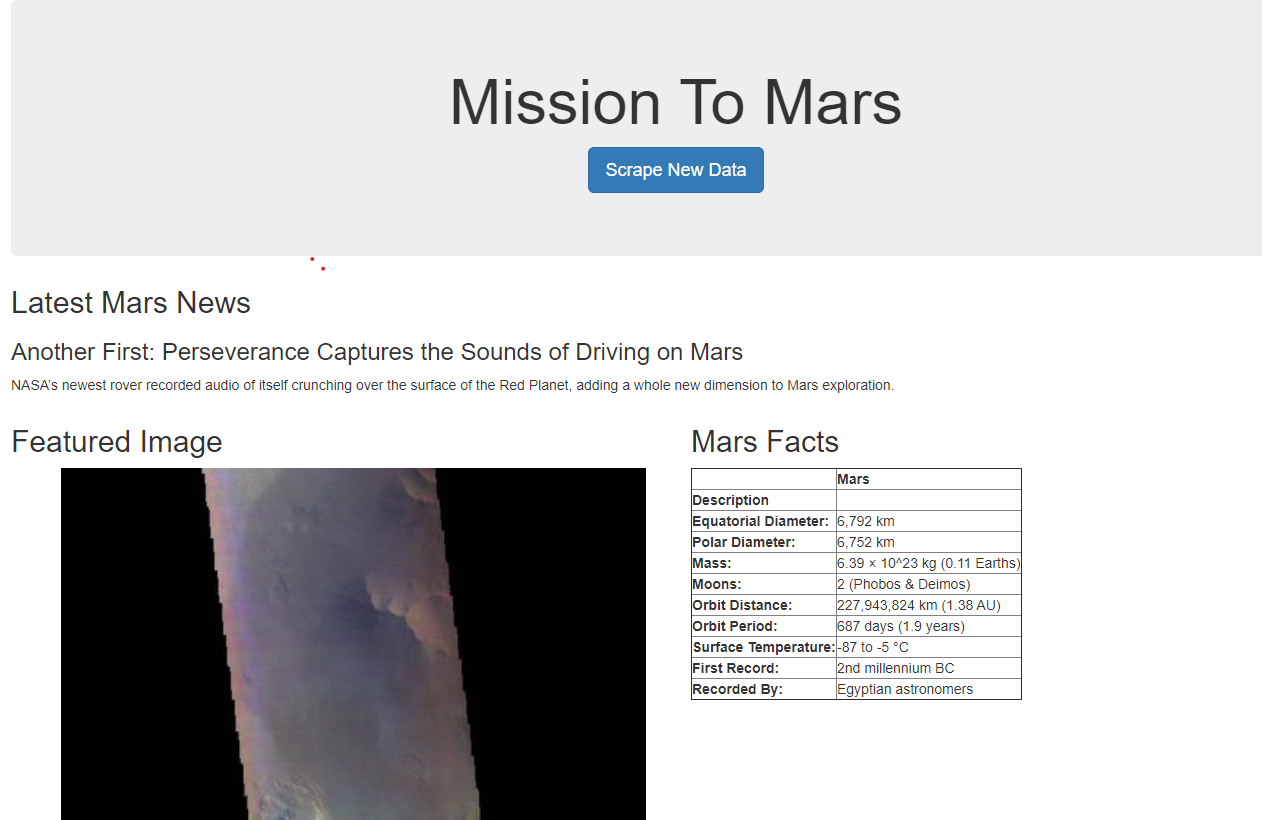 Mission To Mars
Scrape New Data
Latest Mars News
Another First: Perseverance Captures the Sounds of Driving on Mars
NASA's newest rover recorded audio of itself crunching over the surface of the Red Planet, adding a whole new dimension to Mars exploration.
Featured Image
Mars Facts
Mars
Description
Equatorial Diameter: 6,792 km
Polar Diameter: 6,752 km
Mass: 6.39 × 10^23 kg (0.11 Earths)
Moons: 2 (Phobos & Deimos)
Orbit Distance: 227,943,824 km (1.38 AU)
Orbit Period: 687 days (1.9 years)
Surface Temperature: -87 to -5 °C
First Record: 2nd millennium BC
Recorded By: Egyptian astronomers